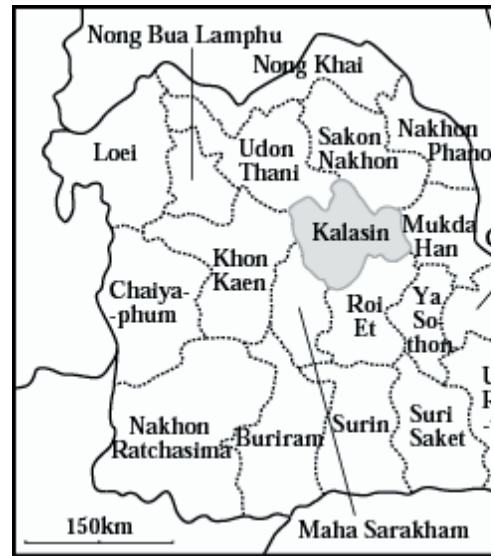 Nong Bua Lamphu
Nong Khai
Loei
Udon
Thani
Sakon
Nakhon
Nakhon
Phano
Kalasin
Mukda
Han
Khon
Kaen
Chaiya-
-phum
Roi
Et
Ya
So-
thon
Nakhon
Ratchasima
Buriram
Surin
Suri
Saket
150km
Maha Sarakham